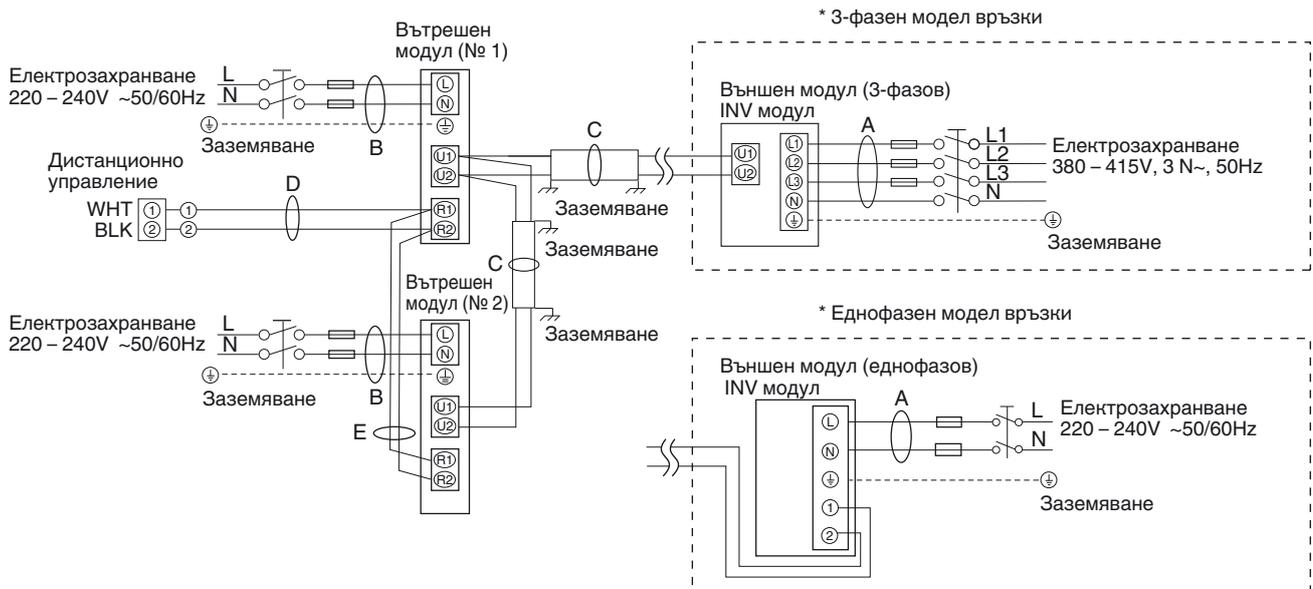 * 3-фазен модел връзки
Вътрешен
модул (№ 1)
Електрозахранване
220 – 240V ~50/60Hz
L
N
Заземяване
B
L
N
U1
U2
R1
R2
Дистанционно
управление
WHT
BLK
1
2
1
2
D
C
Заземяване
Външен модул (3-фазов)
INV модул
U1
U2
L1
L2
L3
N
A
L1
L2
L3
N
Електрозахранване
380 – 415V, 3 N~, 50Hz
Заземяване
Заземяване
C
Заземяване
Вътрешен
модул (№ 2)
Електрозахранване
220 – 240V ~50/60Hz
L
N
Заземяване
B
E
L
N
U1
U2
R1
R2
* Еднофазен модел връзки
Външен модул (еднофазов)
INV модул
L
N
1
2
A
L
N
Електрозахранване
220 – 240V ~50/60Hz
Заземяване